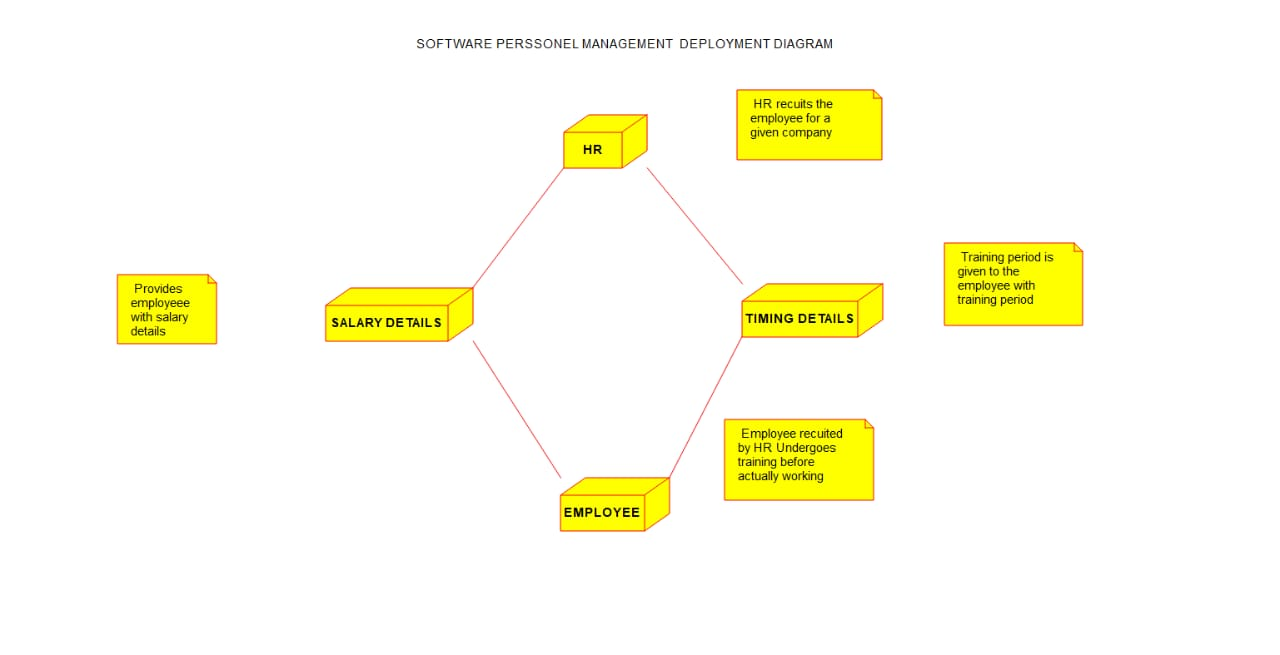 SOFTWARE PERSSONEL MANAGEMENT DEPLOYMENT DIAGRAM
HR recuits the
employee for a
given company
HR
Training period is
given to the
employee with
training period
Provides
employeee
with salary
details
SALARY DETAILS
TIMING DETAILS
Employee recuited
by HR Undergoes
training before
actually working
EMPLOYEE